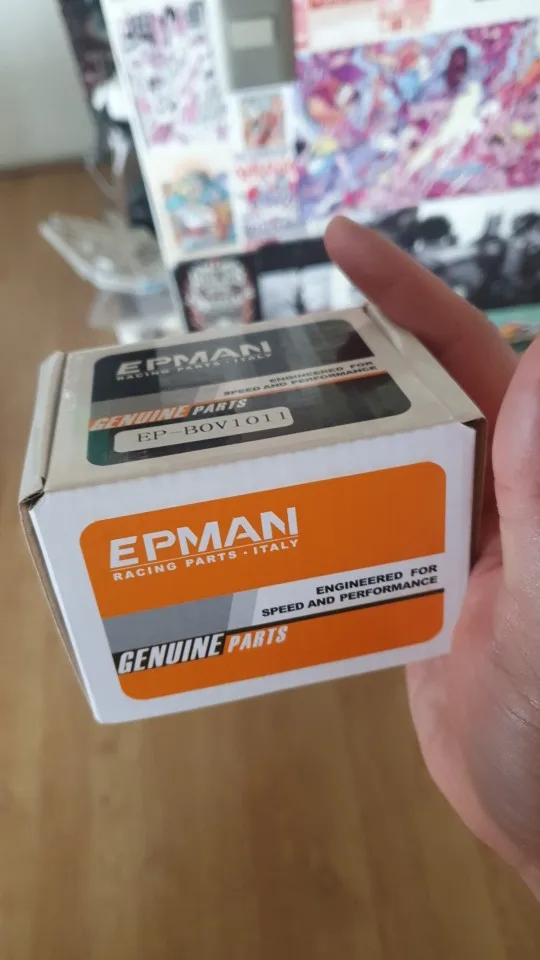 EPMAN
RACING PARTS · ITALY
ENGINEERED FOR
SPEED AND PERFORMANCE
GENUINE PARTS
EP-BOV1011
EPMAN
RACING PARTS · ITALY
ENGINEERED FOR
SPEED AND PERFORMANCE
GENUINE PARTS